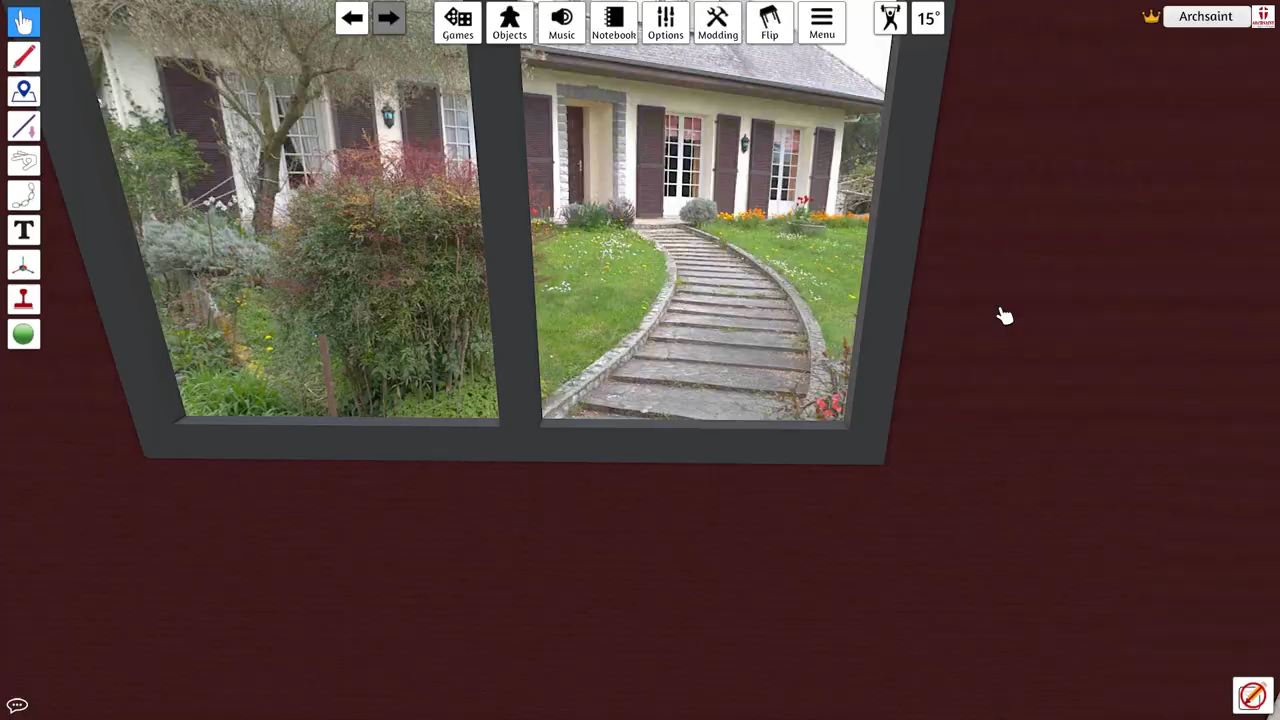 Games
Objects
Music
Notebook
Options
Modding
Flip
Menu
15°
Archsaint
T